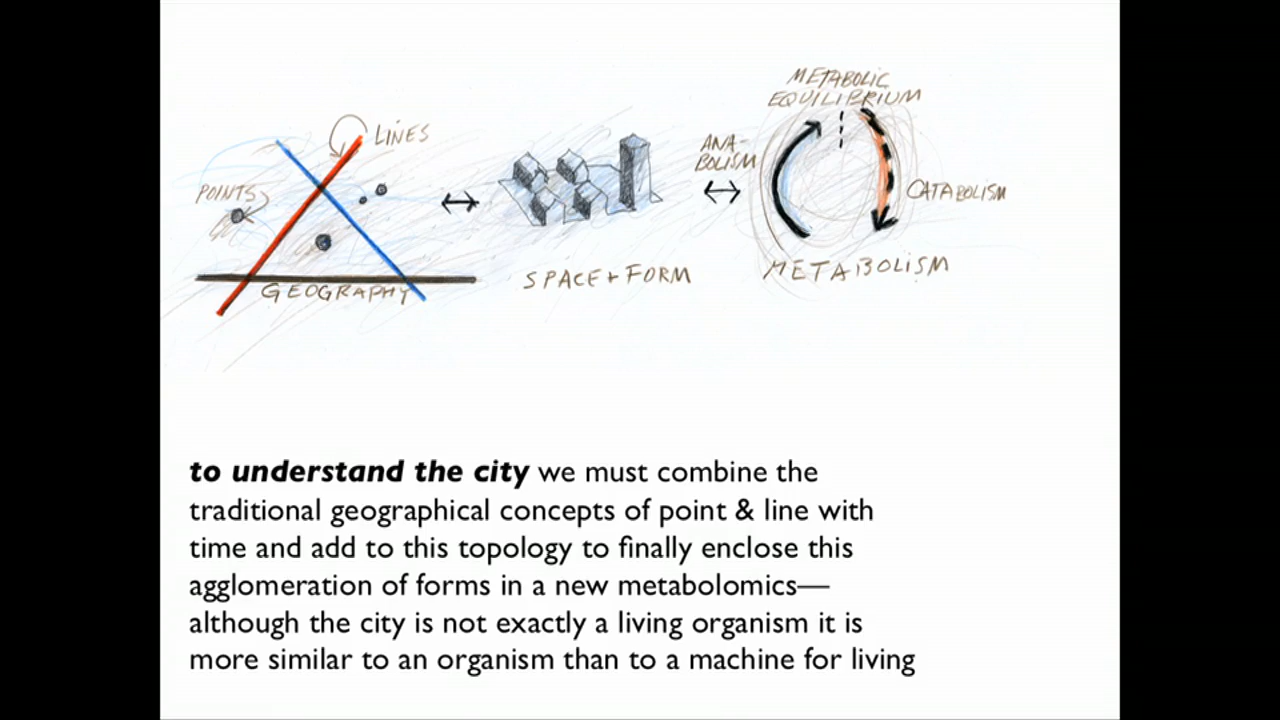 METABOLIC
EQUILIBRIUM
LINES
ANA-
BOLISM
POINTS
CATABOLISM
GEOGRAPHY
SPACE + FORM
METABOLISM
to understand the city we must combine the
traditional geographical concepts of point & line with
time and add to this topology to finally enclose this
agglomeration of forms in a new metabolomics—
although the city is not exactly a living organism it is
more similar to an organism than to a machine for living